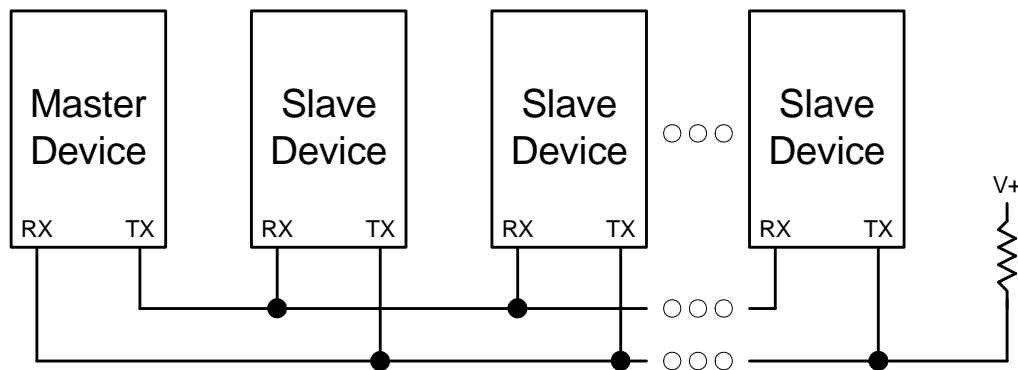 Master
Device
RX TX
Slave
Device
RX TX
Slave
Device
RX TX
Slave
Device
RX TX
V+